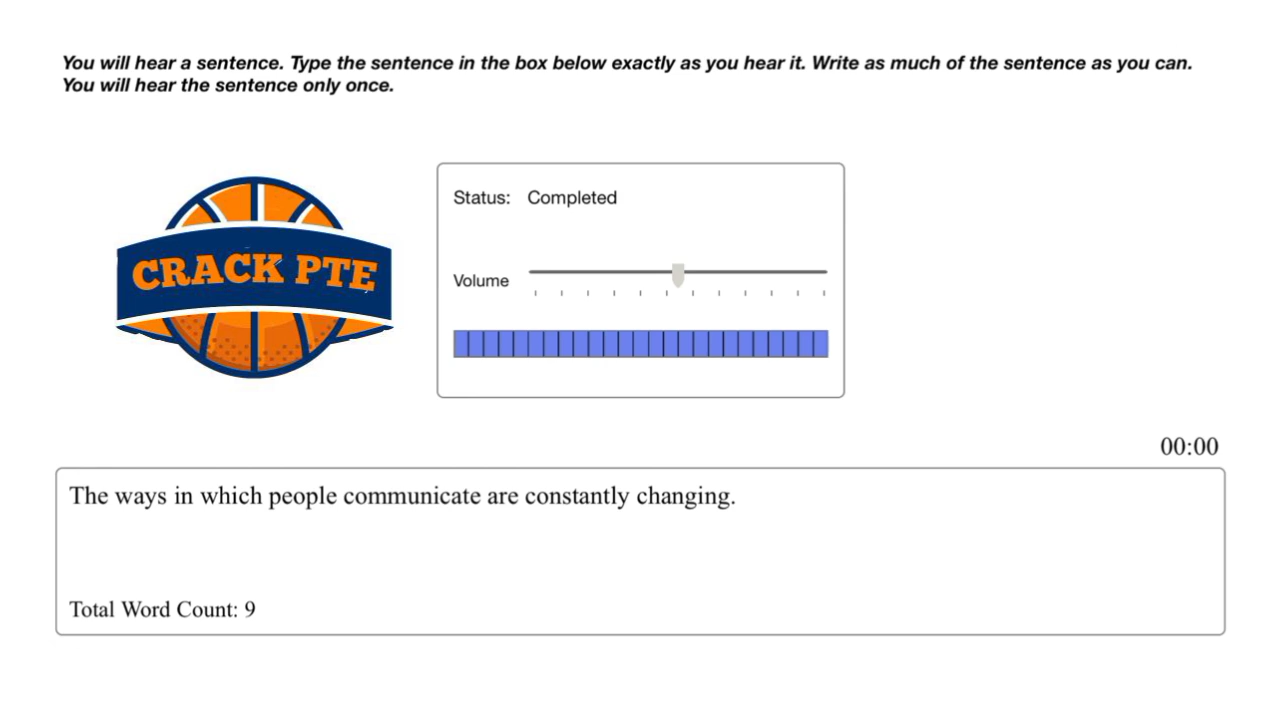 You will hear a sentence. Type the sentence in the box below exactly as you hear it. Write as much of the sentence as you can.
You will hear the sentence only once.
CRACK PTE
Status: Completed
Volume
00:00
The ways in which people communicate are constantly changing.
Total Word Count: 9